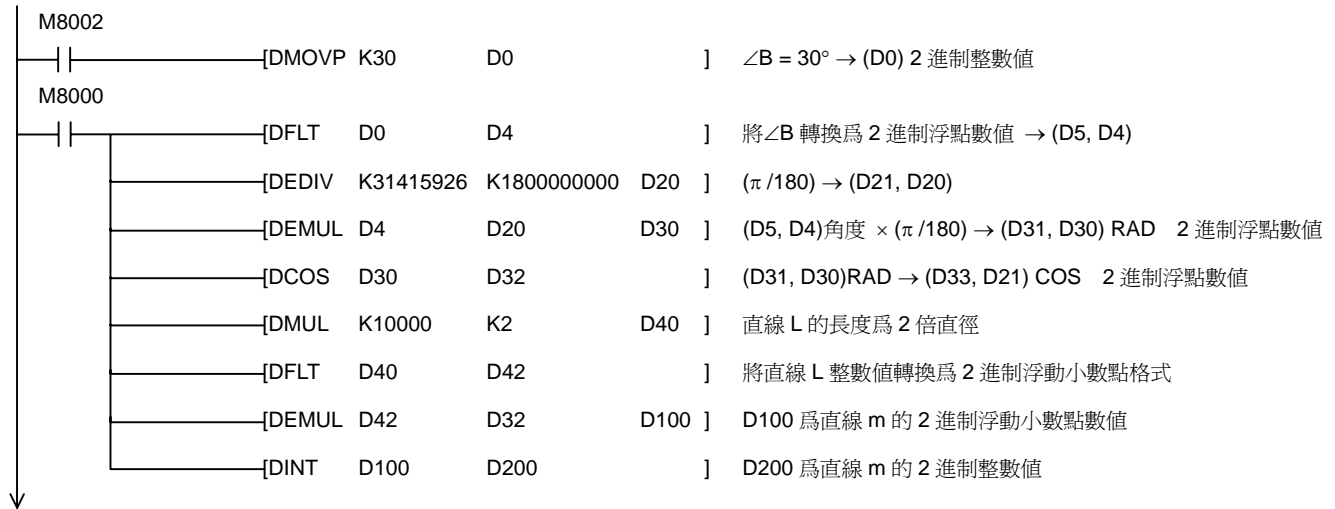 M8002
[DMOVP K30 D0 ] ∠B = 30° → (D0) 2 進制整數值
M8000
[DFLT D0 D4 ] 將∠B 轉換爲 2 進制浮點數值 → (D5, D4)
[DEDIV K31415926 K1800000000 D20 ] (π /180) → (D21, D20)
[DEMUL D4 D20 D30 ] (D5, D4)角度 × (π /180) → (D31, D30) RAD 2 進制浮點數值
[DCOS D30 D32 ] (D31, D30)RAD → (D33, D21) COS 2 進制浮點數值
[DMUL K10000 K2 D40 ] 直線 L 的長度爲 2 倍直徑
[DFLT D40 D42 ] 將直線 L 整數值轉換爲 2 進制浮動小數點格式
[DEMUL D42 D32 D100 ] D100 爲直線 m 的 2 進制浮動小數點數值
[DINT D100 D200 ] D200 爲直線 m 的 2 進制整數值